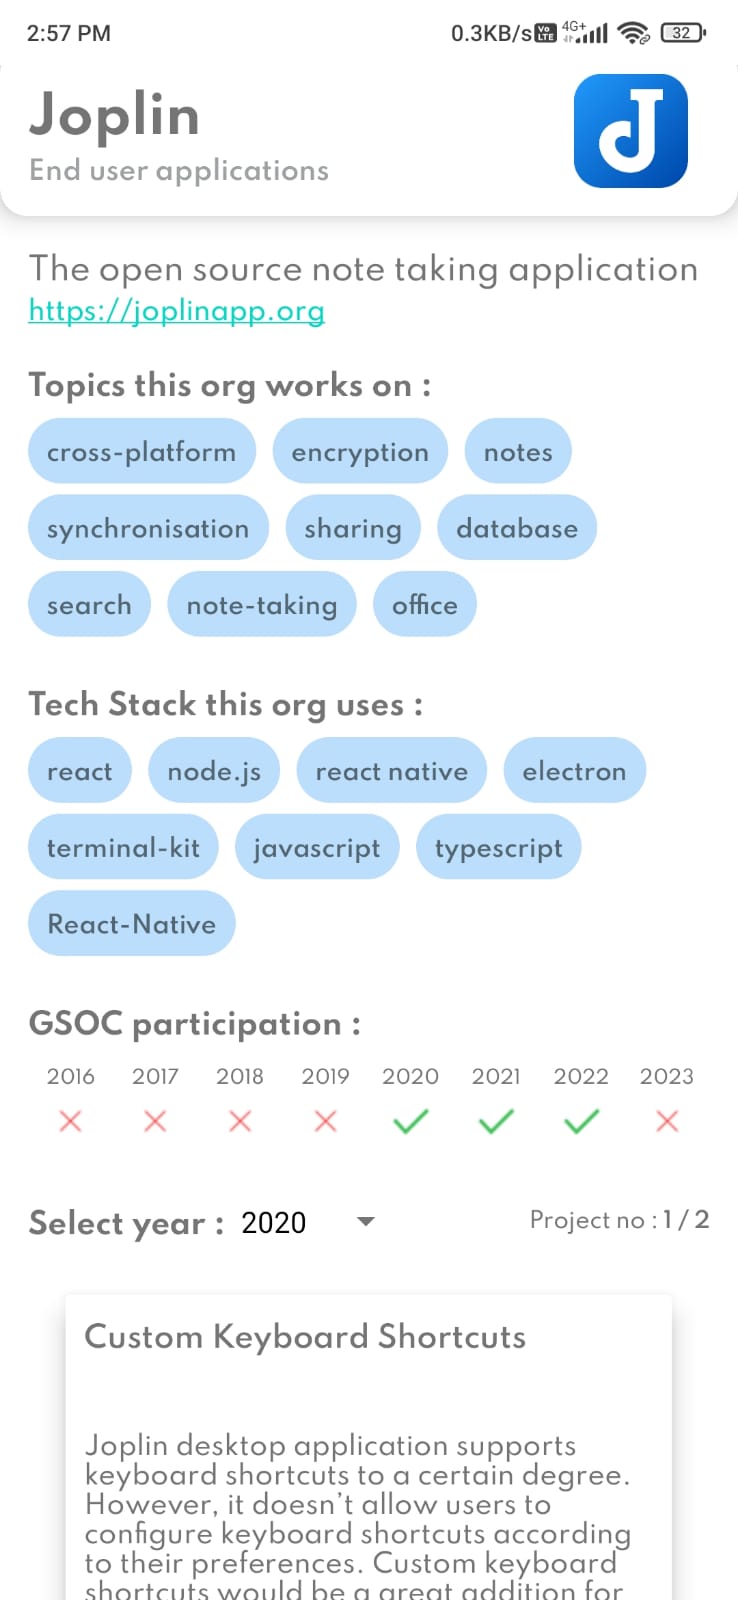 2:57 PM 0.3KB/s Vo LTE 4G+ 32
Joplin
End user applications
The open source note taking application
https://joplinapp.org
Topics this org works on :
cross-platform encryption notes
synchronisation sharing database
search note-taking office
Tech Stack this org uses :
react node.js react native electron
terminal-kit javascript typescript
React-Native
GSOC participation :
2016 2017 2018 2019 2020 2021 2022 2023
Select year : 2020 Project no : 1 / 2
Custom Keyboard Shortcuts
Joplin desktop application supports
keyboard shortcuts to a certain degree.
However, it doesn't allow users to
configure keyboard shortcuts according
to their preferences. Custom keyboard
shortcuts would be a great addition for